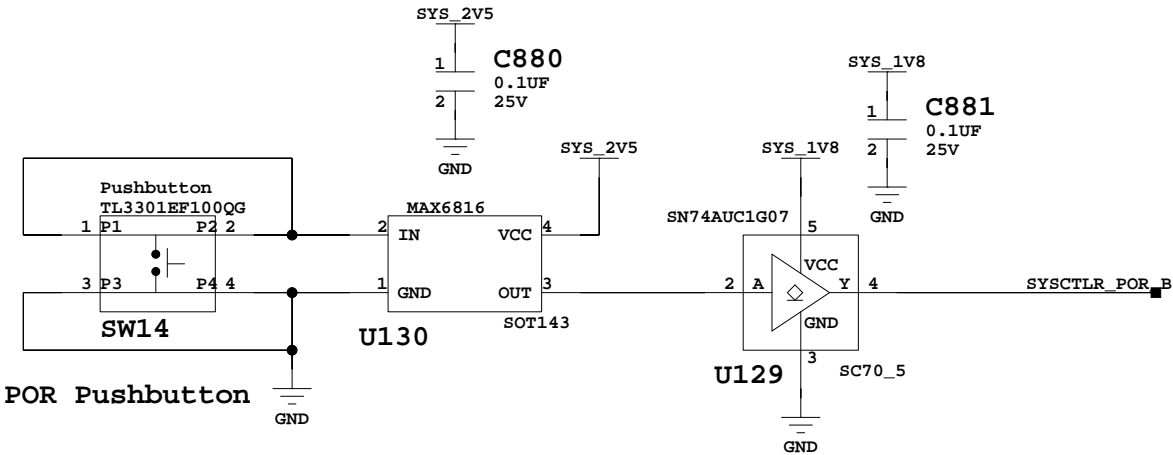 SYS_2V5
1
C880
0.1UF
2
25V
GND
SYS_1V8
1
C881
0.1UF
2
25V
GND
SYS_2V5
SYS_1V8
Pushbutton
TL3301EF100QG
1 P1 P2 2
3 P3 P4 4
SW14
POR Pushbutton
GND
MAX6816
2 IN VCC 4
1 GND OUT 3
SOT143
U130
SN74AUC1G07
5
VCC
2 A Y 4
GND
3
U129
SC70_5
GND
SYSCTLR_POR_B